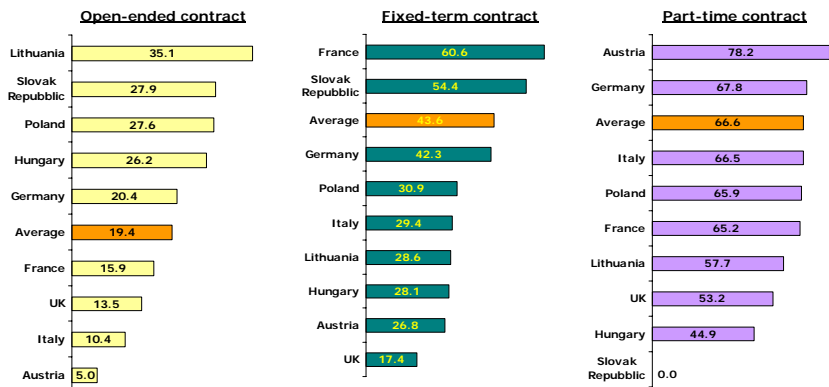 Open-ended contract
Lithuania 35.1
Slovak
Repubblic 27.9
Poland 27.6
Hungary 26.2
Germany 20.4
Average 19.4
France 15.9
UK 13.5
Italy 10.4
Austria 5.0
Fixed-term contract
France 60.6
Slovak
Repubblic 54.4
Average 43.6
Germany 42.3
Poland 30.9
Italy 29.4
Lithuania 28.6
Hungary 28.1
Austria 26.8
UK 17.4
Part-time contract
Austria 78.2
Germany 67.8
Average 66.6
Italy 66.5
Poland 65.9
France 65.2
Lithuania 57.7
UK 53.2
Hungary 44.9
Slovak
Repubblic 0.0